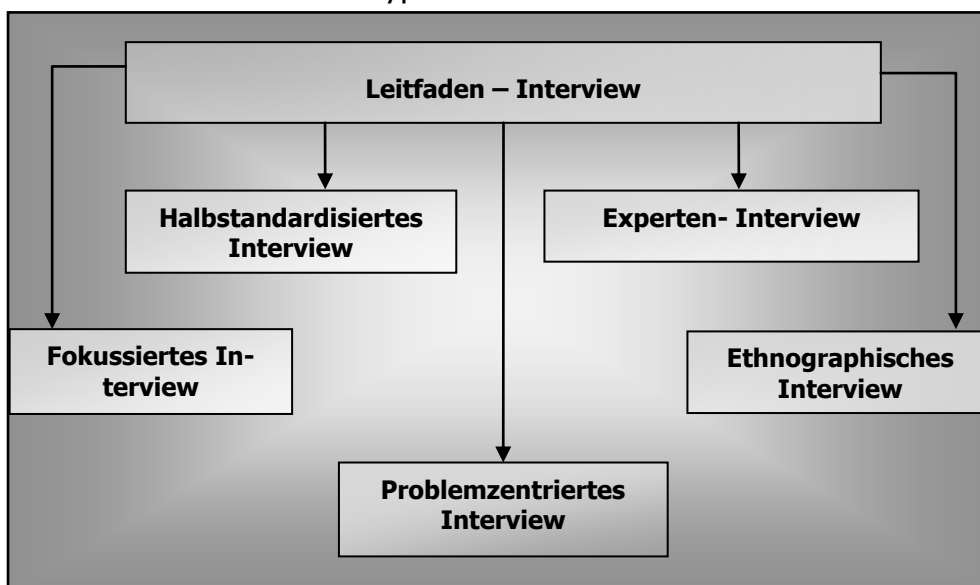 Leitfaden – Interview
Halbstandardisiertes
Interview
Experten- Interview
Fokussiertes In-
terview
Ethnographisches
Interview
Problemzentriertes
Interview